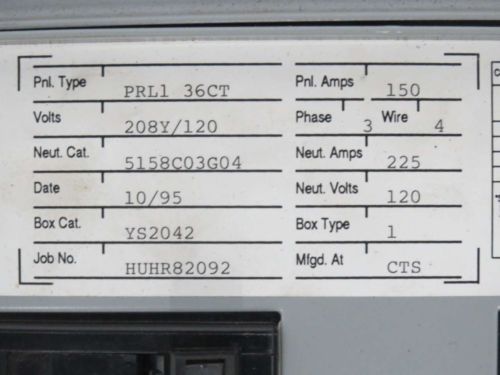 Pnl. Type PRL1 36CT Pnl. Amps 150
Volts 208Y/120 Phase 3 Wire 4
Neut. Cat. 5158C03G04 Neut. Amps 225
Date 10/95 Neut. Volts 120
Box Cat. YS2042 Box Type 1
Job No. HUHR82092 Mfgd. At CTS